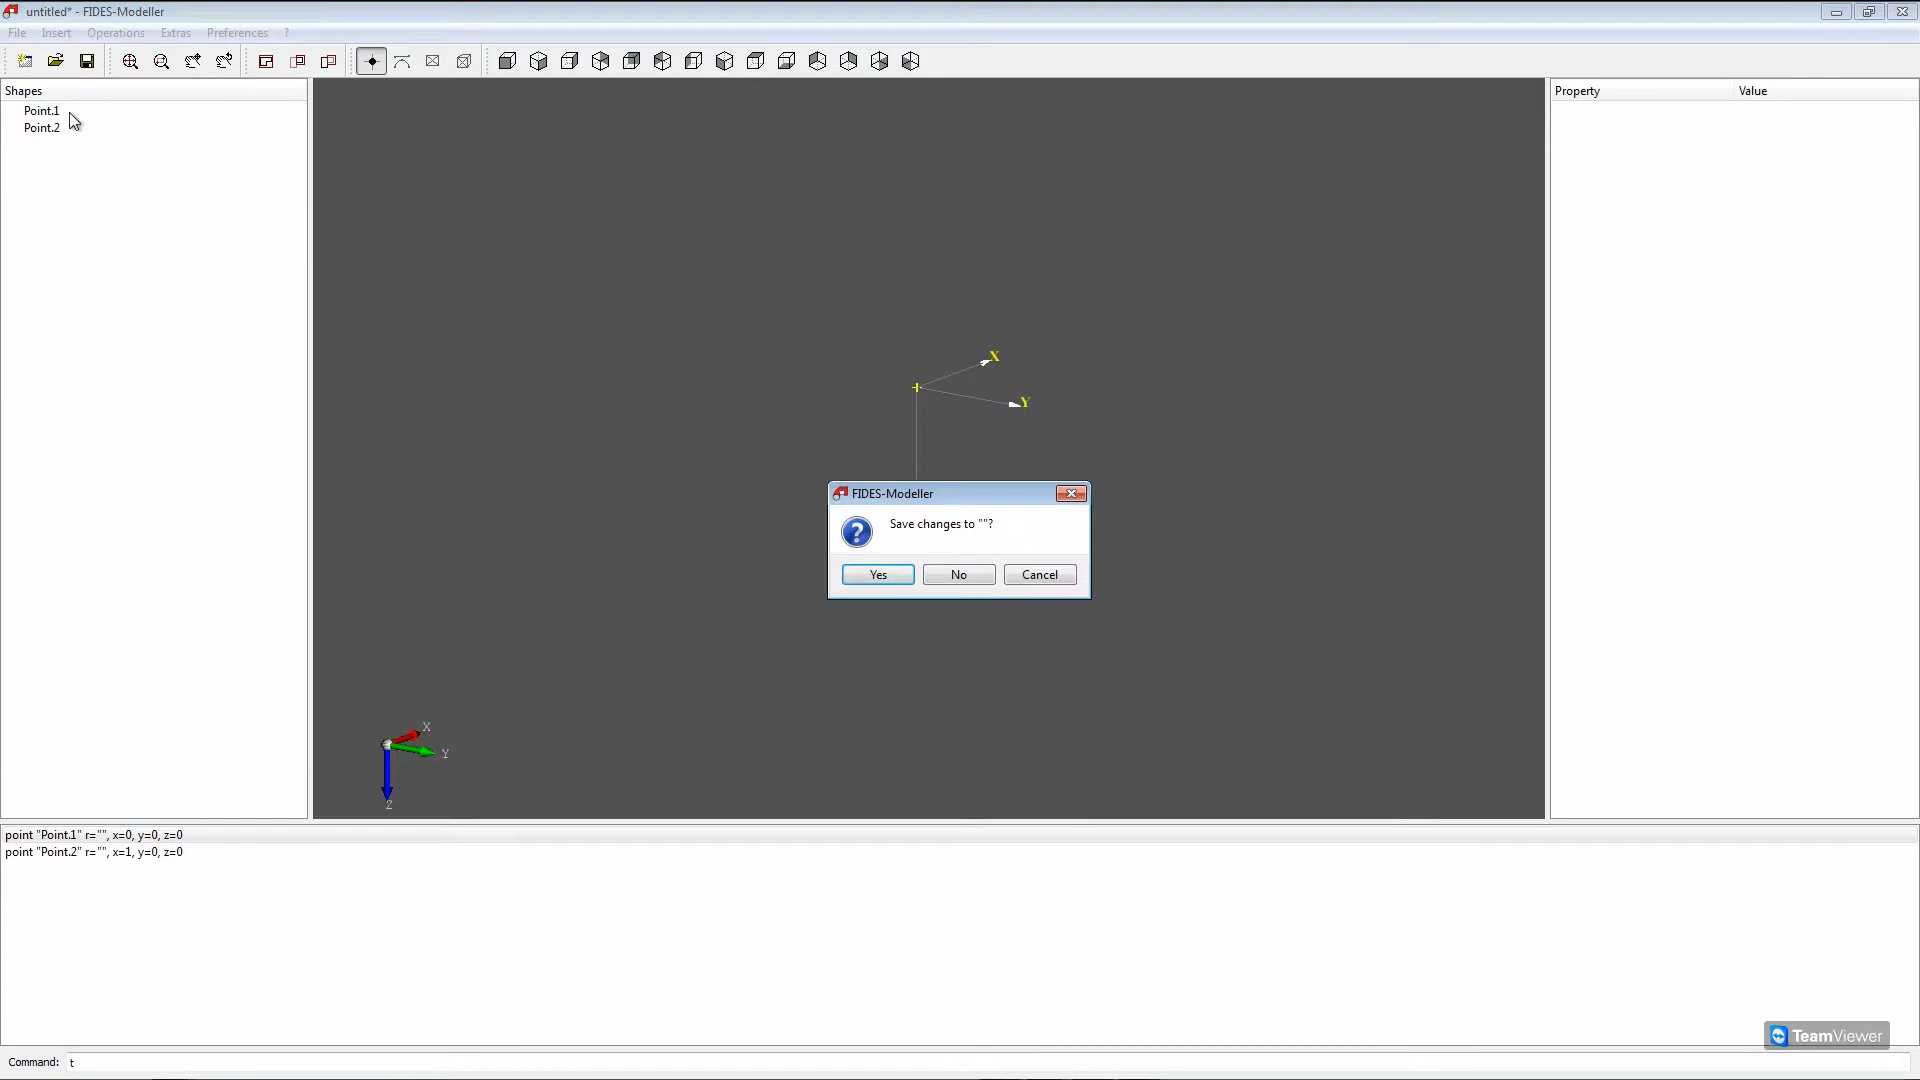 untitled* - FIDES-Modeller
File Insert Operations Extras Preferences ?
Shapes
Point.1
Point.2
Property Value
X
Y
FIDES-Modeller
Save changes to ""?
Yes No Cancel
X
Y
Z
point "Point.1" r="", x=0, y=0, z=0
point "Point.2" r="", x=1, y=0, z=0
TeamViewer
Command: t